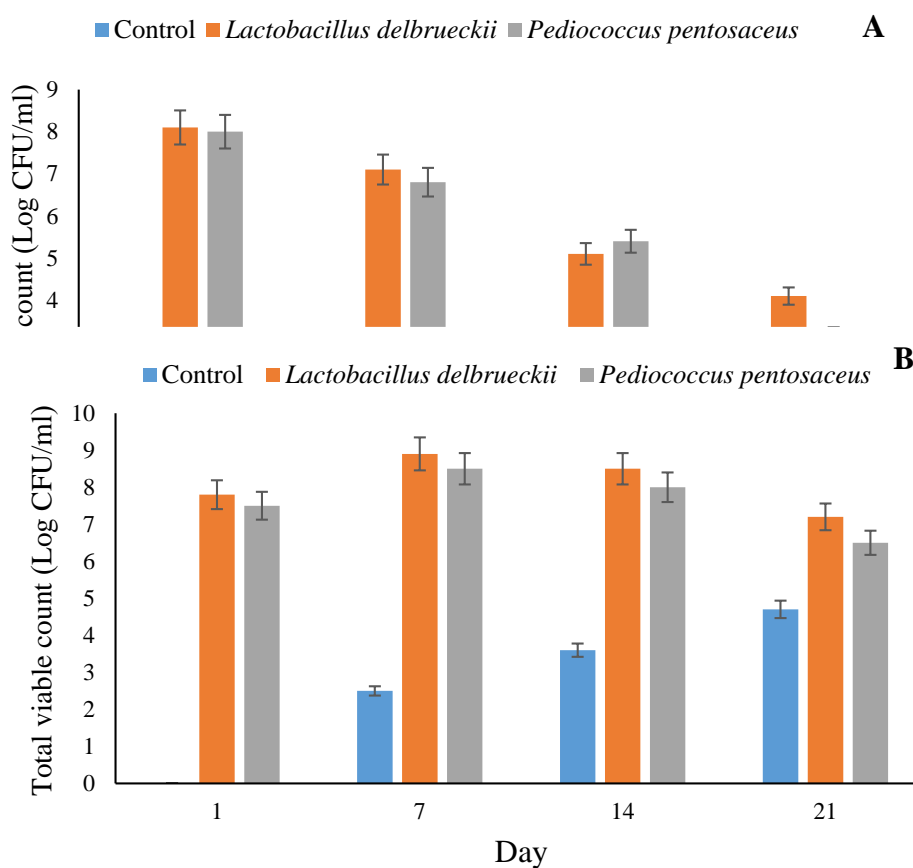 Control Lactobacillus delbrueckii Pediococcus pentosaceus
A
count (Log CFU/ml)
9
8
7
6
5
4
Control Lactobacillus delbrueckii Pediococcus pentosaceus
B
Total viable count (Log CFU/ml)
10
9
8
7
6
5
4
3
2
1
0
1 7 14 21
Day